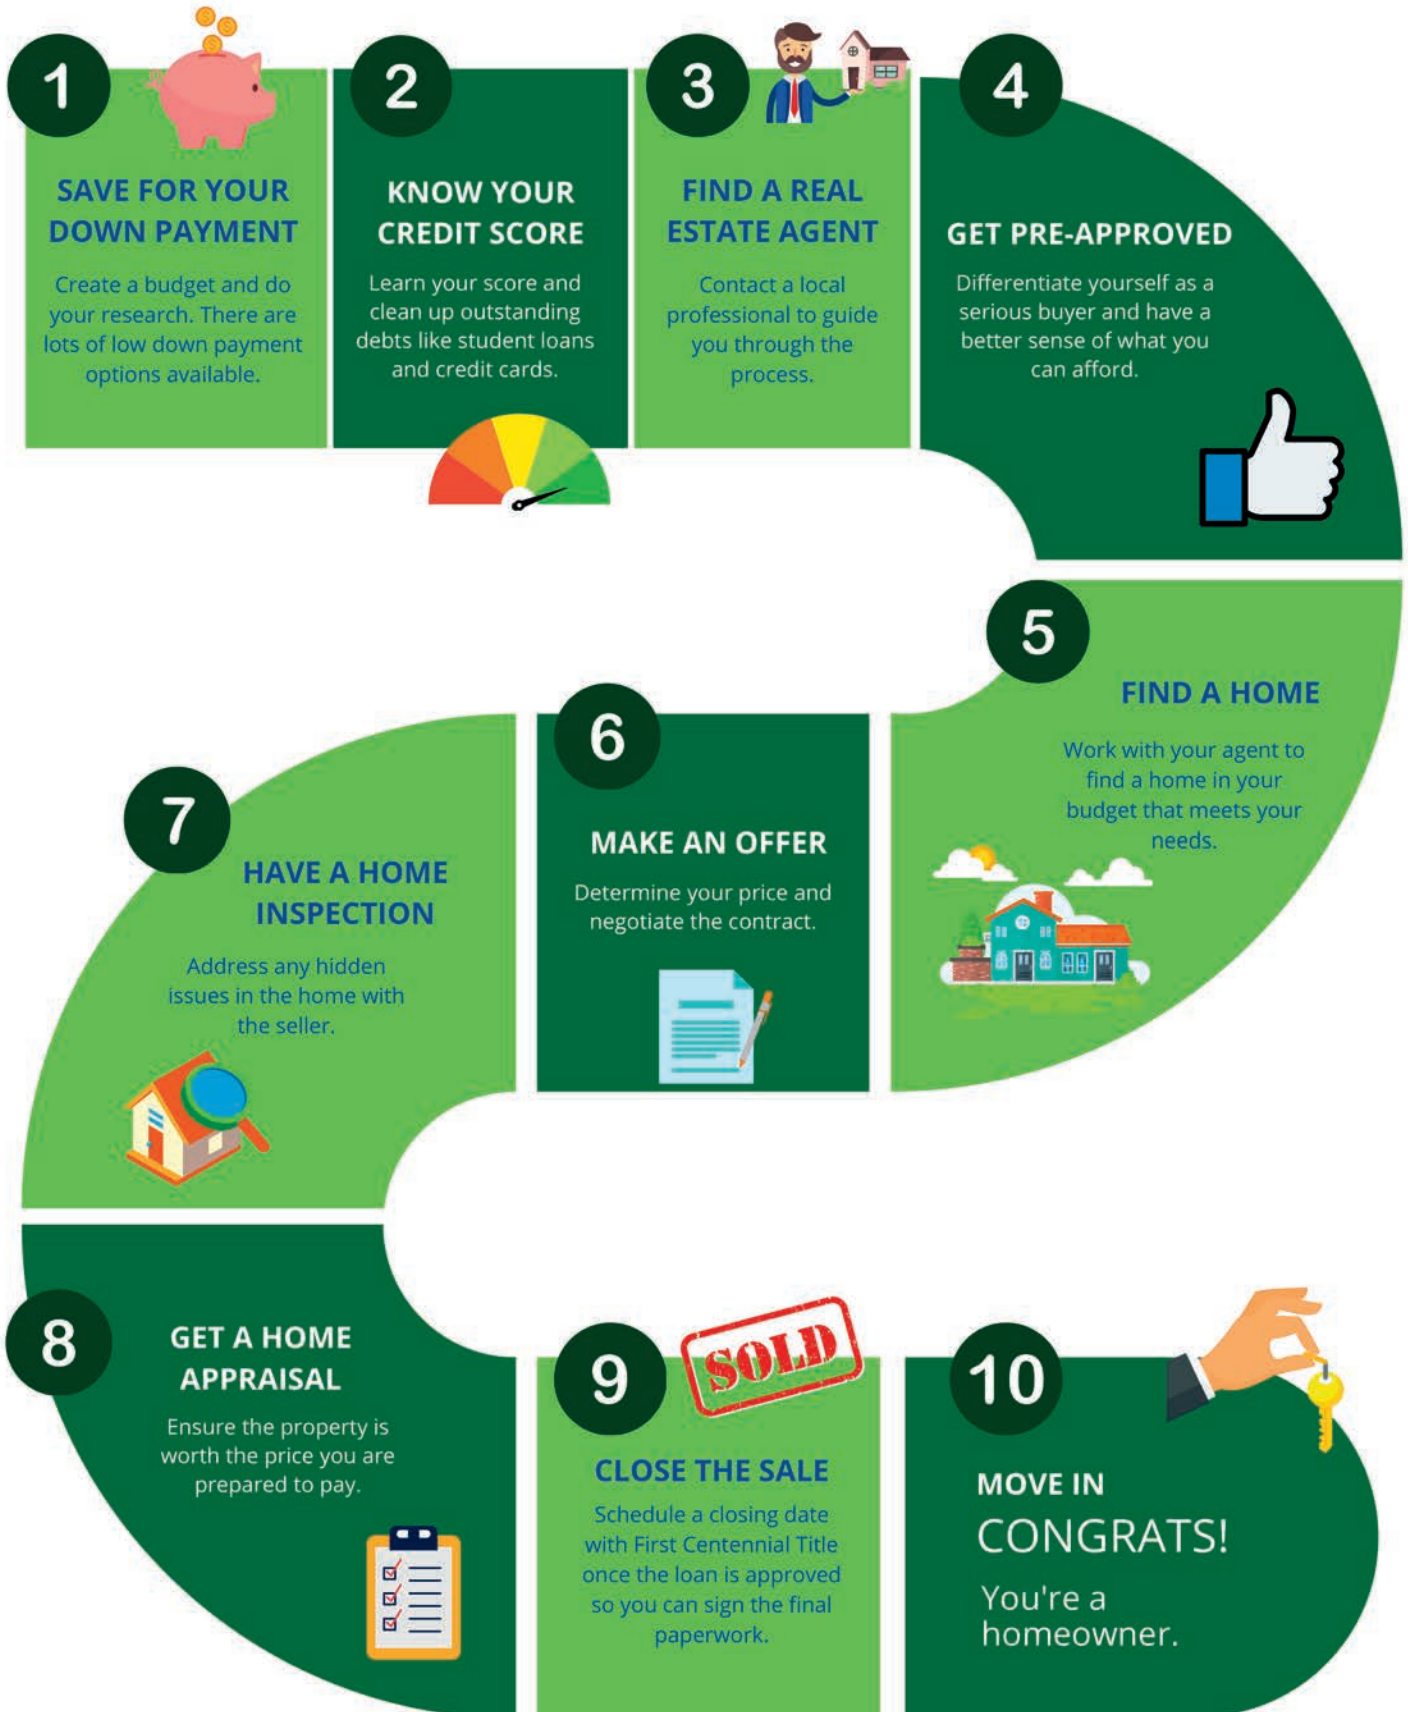 1
SAVE FOR YOUR
DOWN PAYMENT
Create a budget and do
your research. There are
lots of low down payment
options available.
2
KNOW YOUR
CREDIT SCORE
Learn your score and
clean up outstanding
debts like student loans
and credit cards.
3
FIND A REAL
ESTATE AGENT
Contact a local
professional to guide
you through the
process.
4
GET PRE-APPROVED
Differentiate yourself as a
serious buyer and have a
better sense of what you
can afford.
5
FIND A HOME
Work with your agent to
find a home in your
budget that meets your
needs.
6
MAKE AN OFFER
Determine your price and
negotiate the contract.
7
HAVE A HOME
INSPECTION
Address any hidden
issues in the home with
the seller.
8
GET A HOME
APPRAISAL
Ensure the property is
worth the price you are
prepared to pay.
9
SOLD
CLOSE THE SALE
Schedule a closing date
with First Centennial Title
once the loan is approved
so you can sign the final
paperwork.
10
MOVE IN
CONGRATS!
You're a
homeowner.